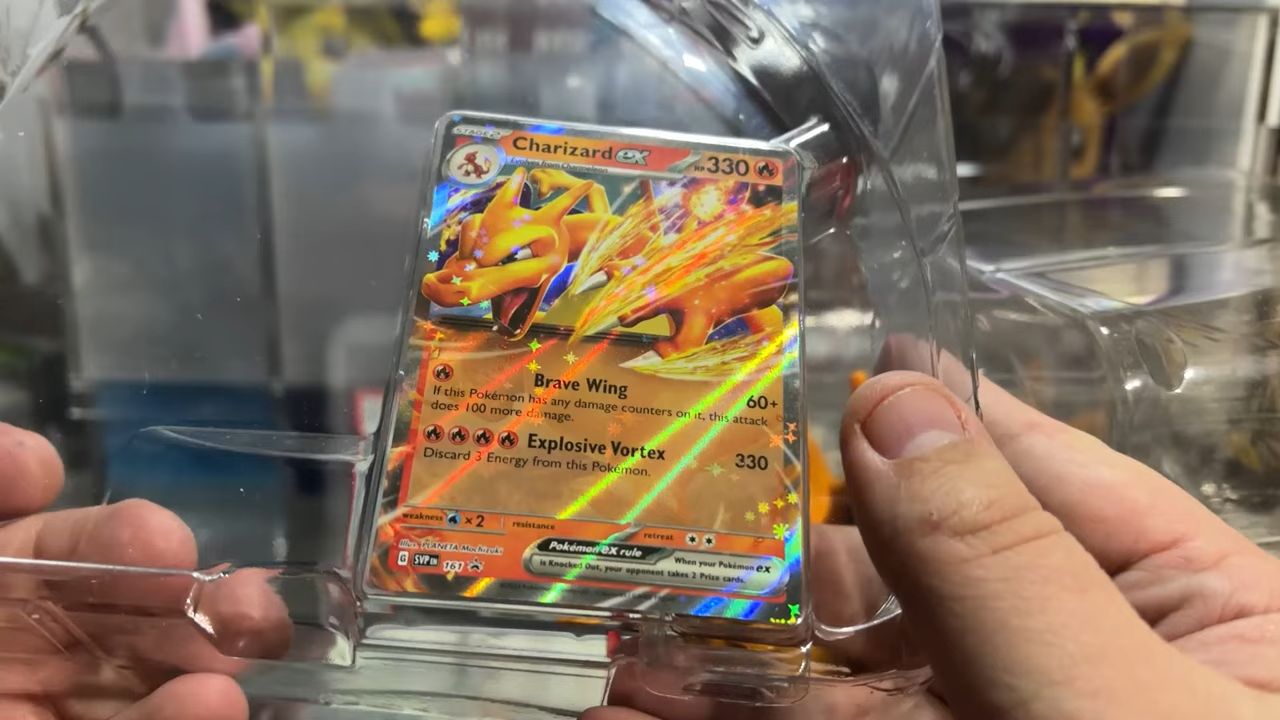 STAGE 2
Charizard ex
HP 330
Evolves from Charmeleon
Brave Wing
60+
If this Pokémon has any damage counters on it, this attack
does 100 more damage.
Explosive Vortex
330
Discard 3 Energy from this Pokémon.
weakness ×2 resistance retreat
Illus. PLANETA Mochizuki
G SVP EN 161
Pokémon ex rule
When your Pokémon ex
is Knocked Out, your opponent takes 2 Prize cards.